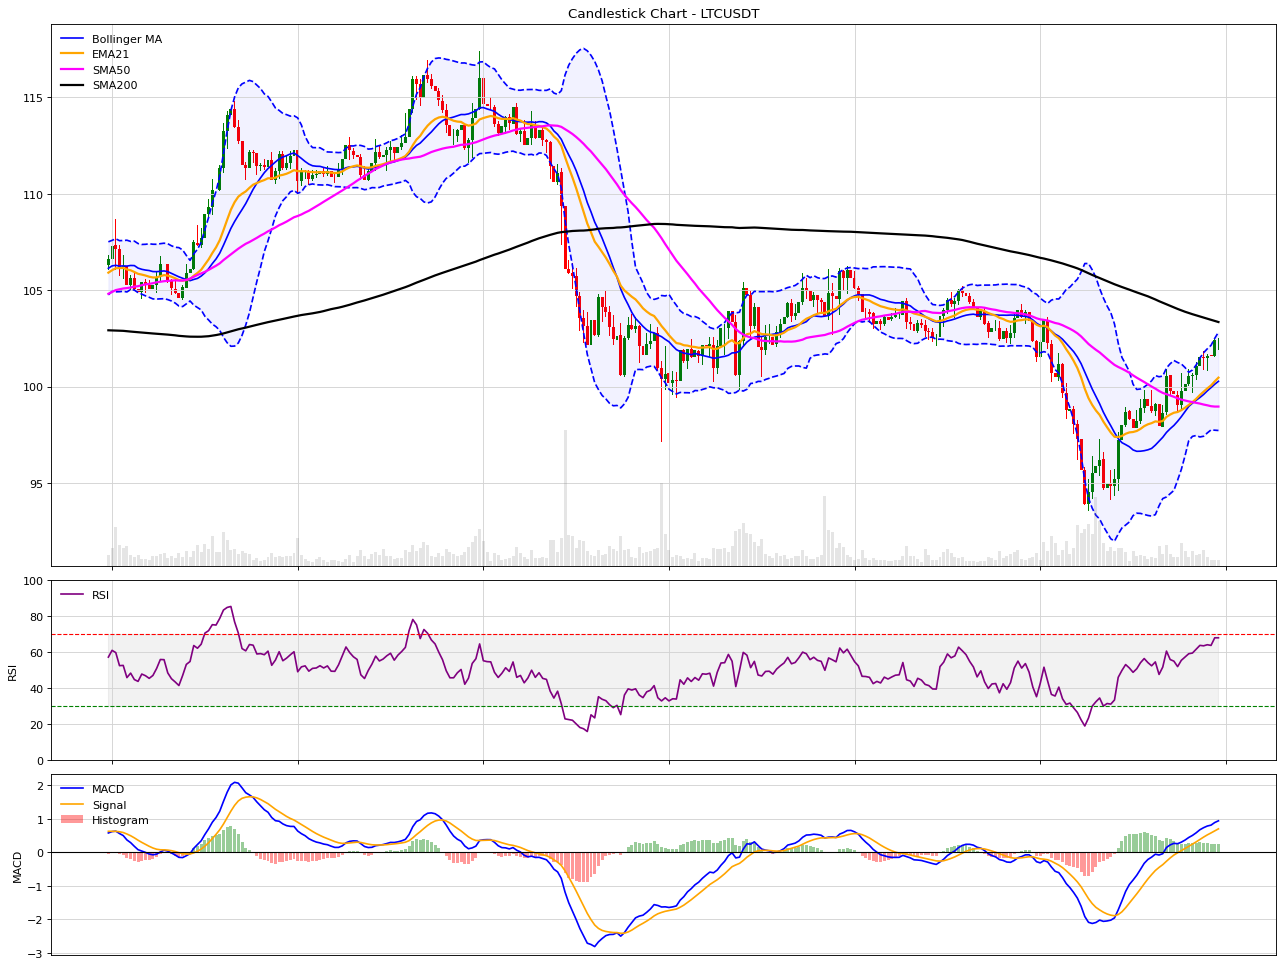 Candlestick Chart - LTCUSDT
Bollinger MA
EMA21
SMA50
SMA200
115
110
105
100
95
RSI
100
80
60
40
20
0
RSI
MACD
Signal
Histogram
2
1
0
−1
−2
−3
MACD